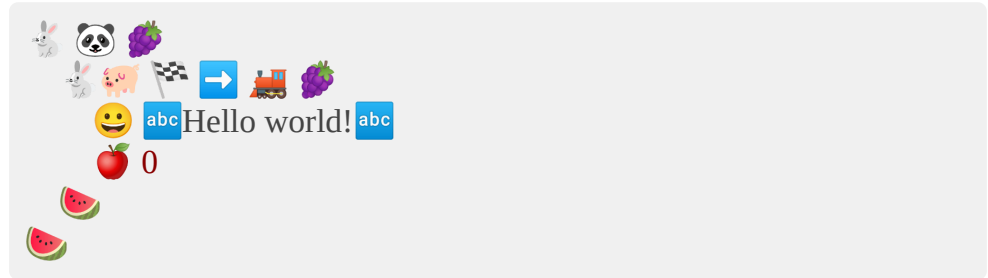 🐇 🐼 🍇
🐇🐖 🏁 ➡️ 🚂 🍇
😀 🔤Hello world!🔤
🍎 0
🍉
🍉